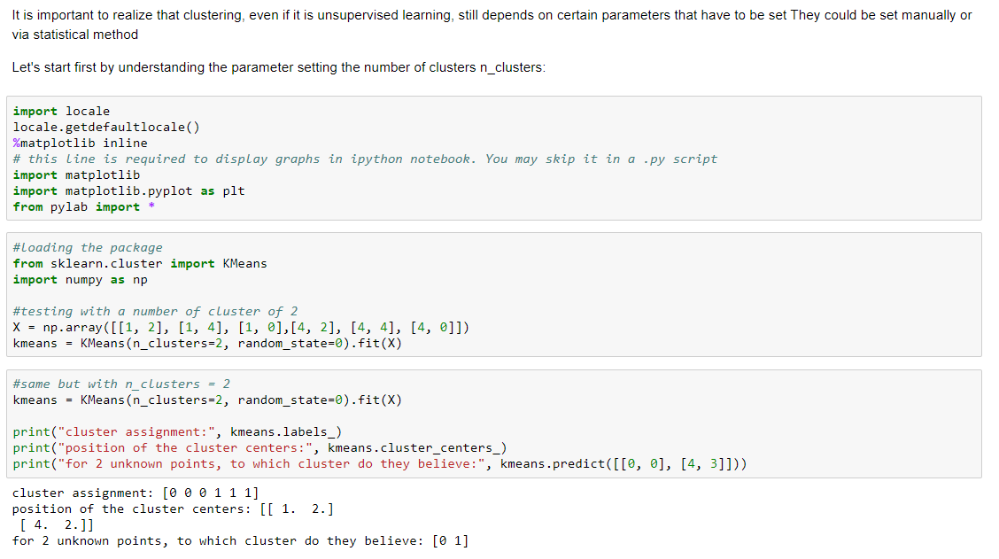 It is important to realize that clustering, even if it is unsupervised learning, still depends on certain parameters that have to be set They could be set manually or
via statistical method
Let's start first by understanding the parameter setting the number of clusters n_clusters:
import locale
locale.getdefaultlocale()
%matplotlib inline
# this line is required to display graphs in ipython notebook. You may skip it in a .py script
import matplotlib
import matplotlib.pyplot as plt
from pylab import *
#loading the package
from sklearn.cluster import KMeans
import numpy as np
#testing with a number of cluster of 2
X = np.array([[1, 2], [1, 4], [1, 0],[4, 2], [4, 4], [4, 0]])
kmeans = KMeans(n_clusters=2, random_state=0).fit(X)
#same but with n_clusters = 2
kmeans = KMeans(n_clusters=2, random_state=0).fit(X)
print("cluster assignment:", kmeans.labels_)
print("position of the cluster centers:", kmeans.cluster_centers_)
print("for 2 unknown points, to which cluster do they believe:", kmeans.predict([[0, 0], [4, 3]]))
cluster assignment: [0 0 0 1 1 1]
position of the cluster centers: [[ 1.  2.]
 [ 4.  2.]]
for 2 unknown points, to which cluster do they believe: [0 1]